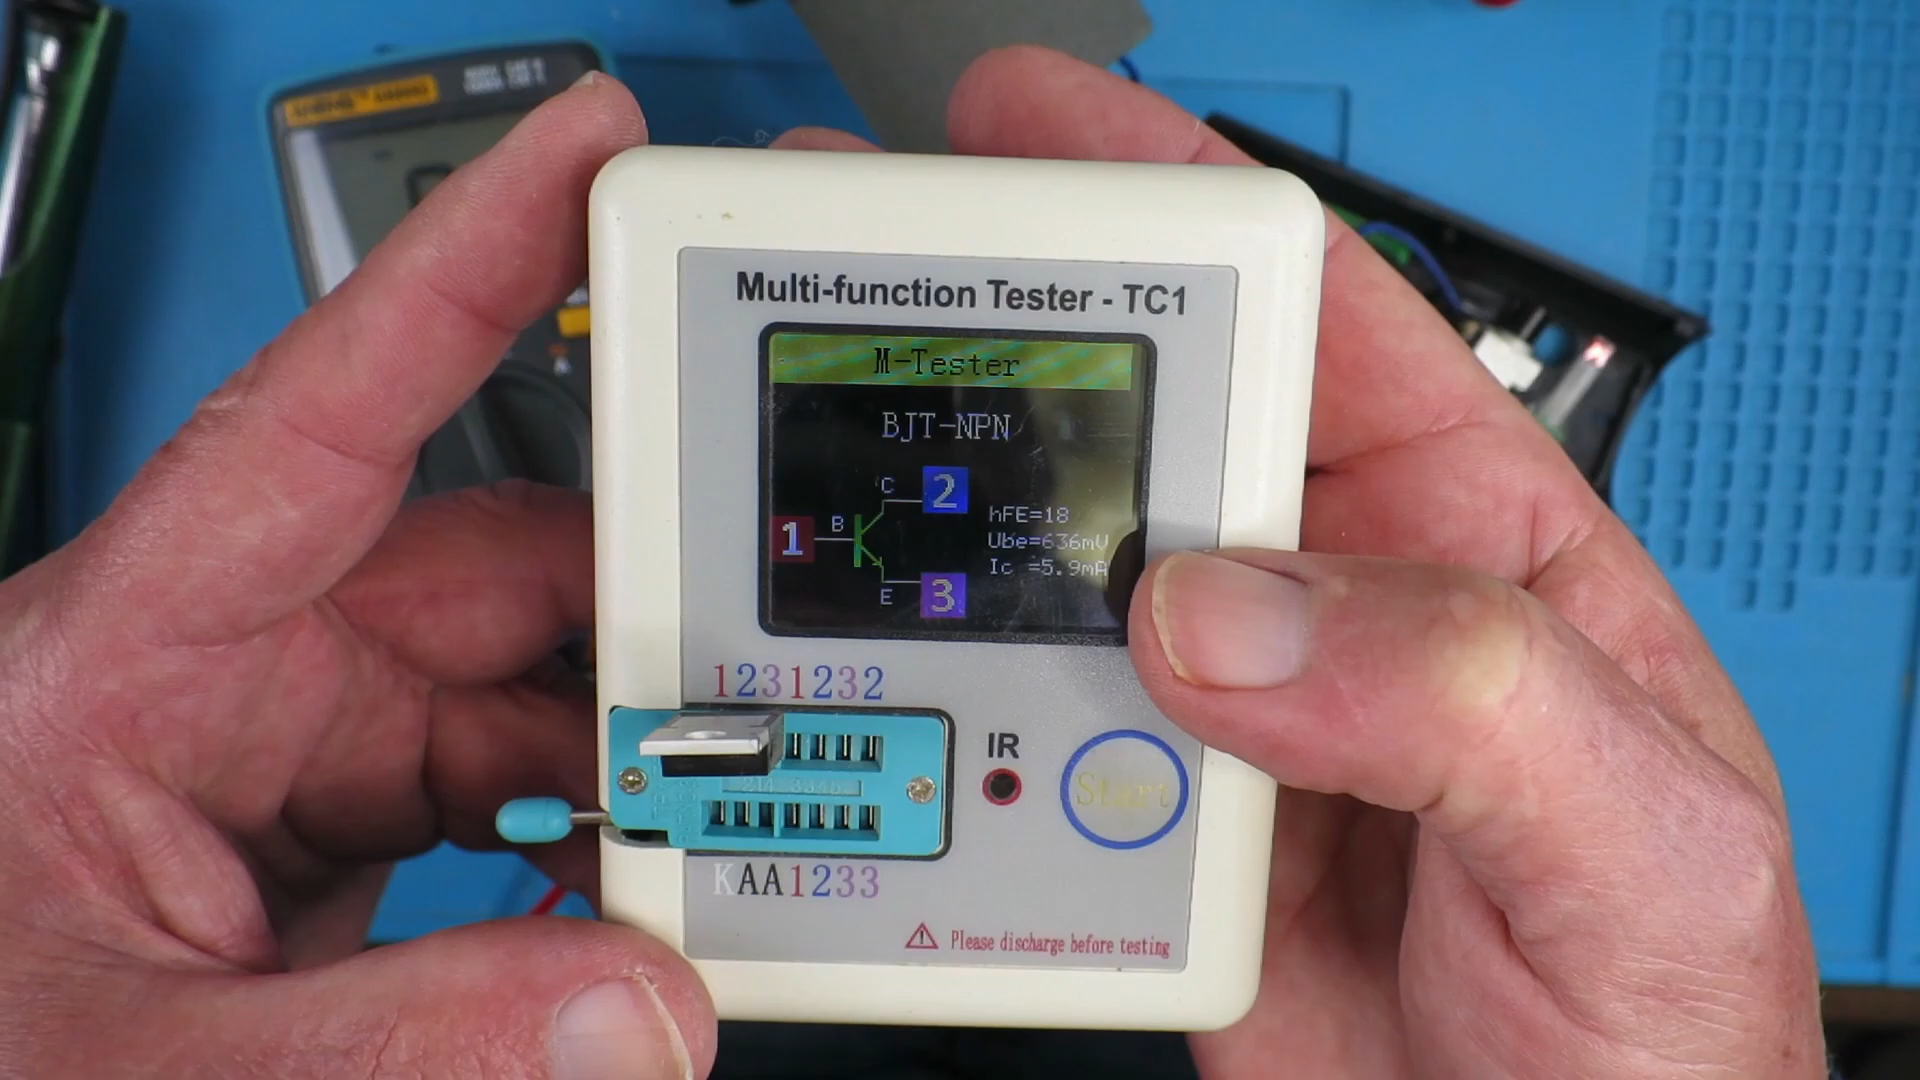 Multi-function Tester - TC1
M-Tester
BJT-NPN
C
2
hFE=18
1
B
Ube=636mV
Ic =5.9mA
E
3
1231232
IR
Start
KAA1233
Please discharge before testing